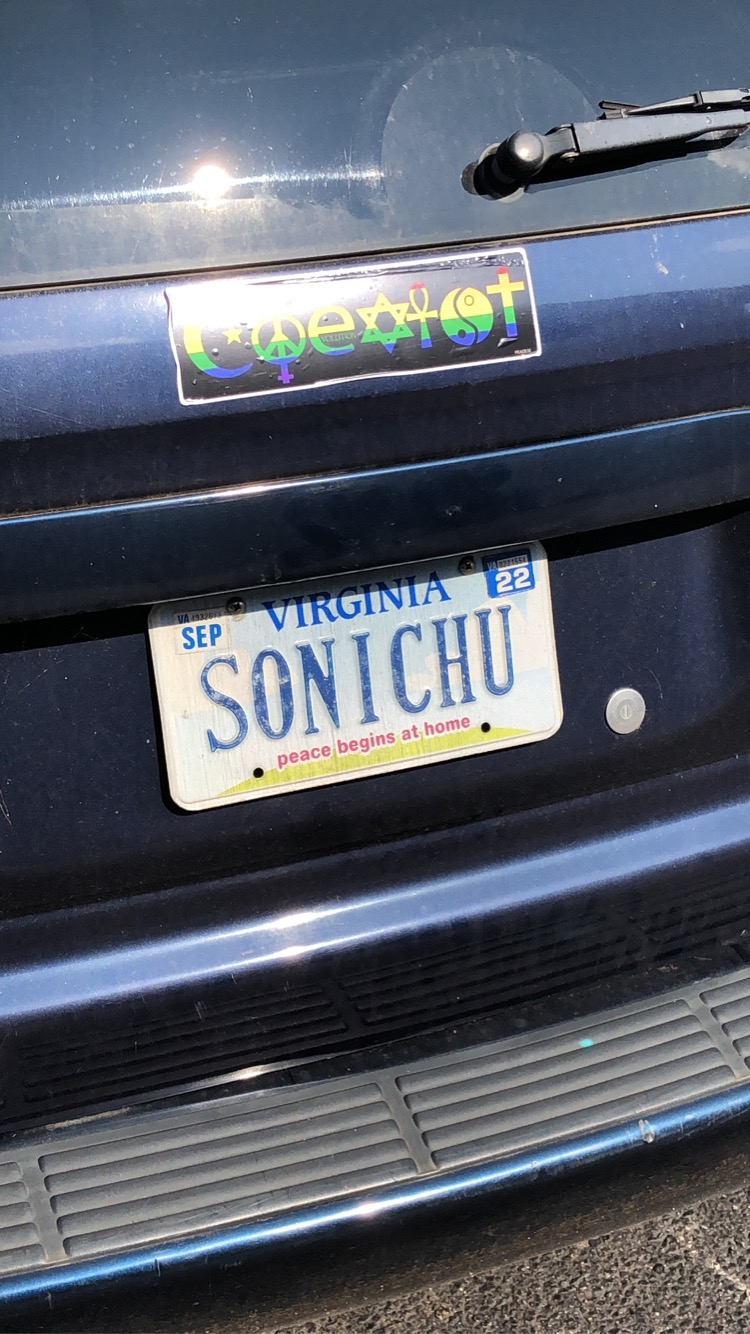 Coexist
VIRGINIA
SEP
22
SONICHU
peace begins at home